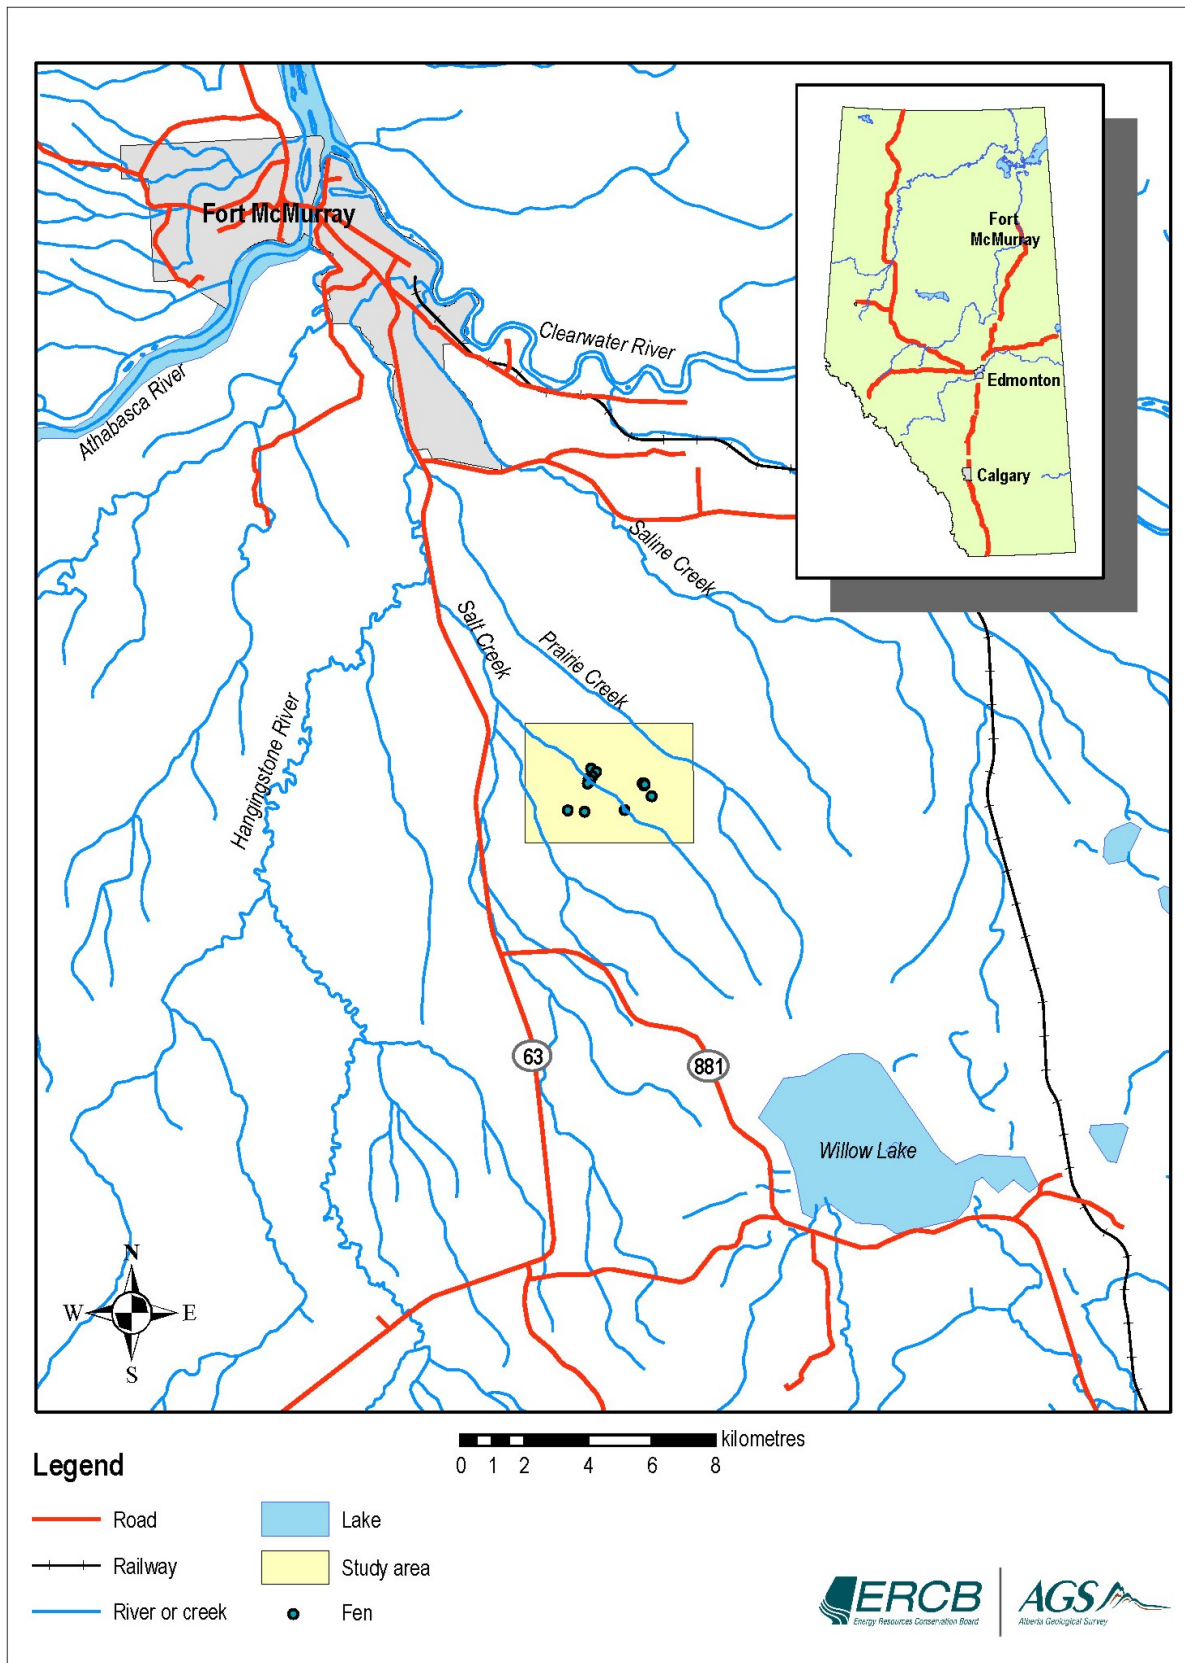 Fort McMurray
Athabasca River
Clearwater River
Saline Creek
Salt Creek
Prairie Creek
Hangingstone River
63
881
Willow Lake
Fort
McMurray
Edmonton
Calgary
N
W
E
S
kilometres
0 1 2 4 6 8
Legend
Road
Railway
River or creek
Lake
Study area
Fen
ERCB
Energy Resources Conservation Board
AGS
Alberta Geological Survey